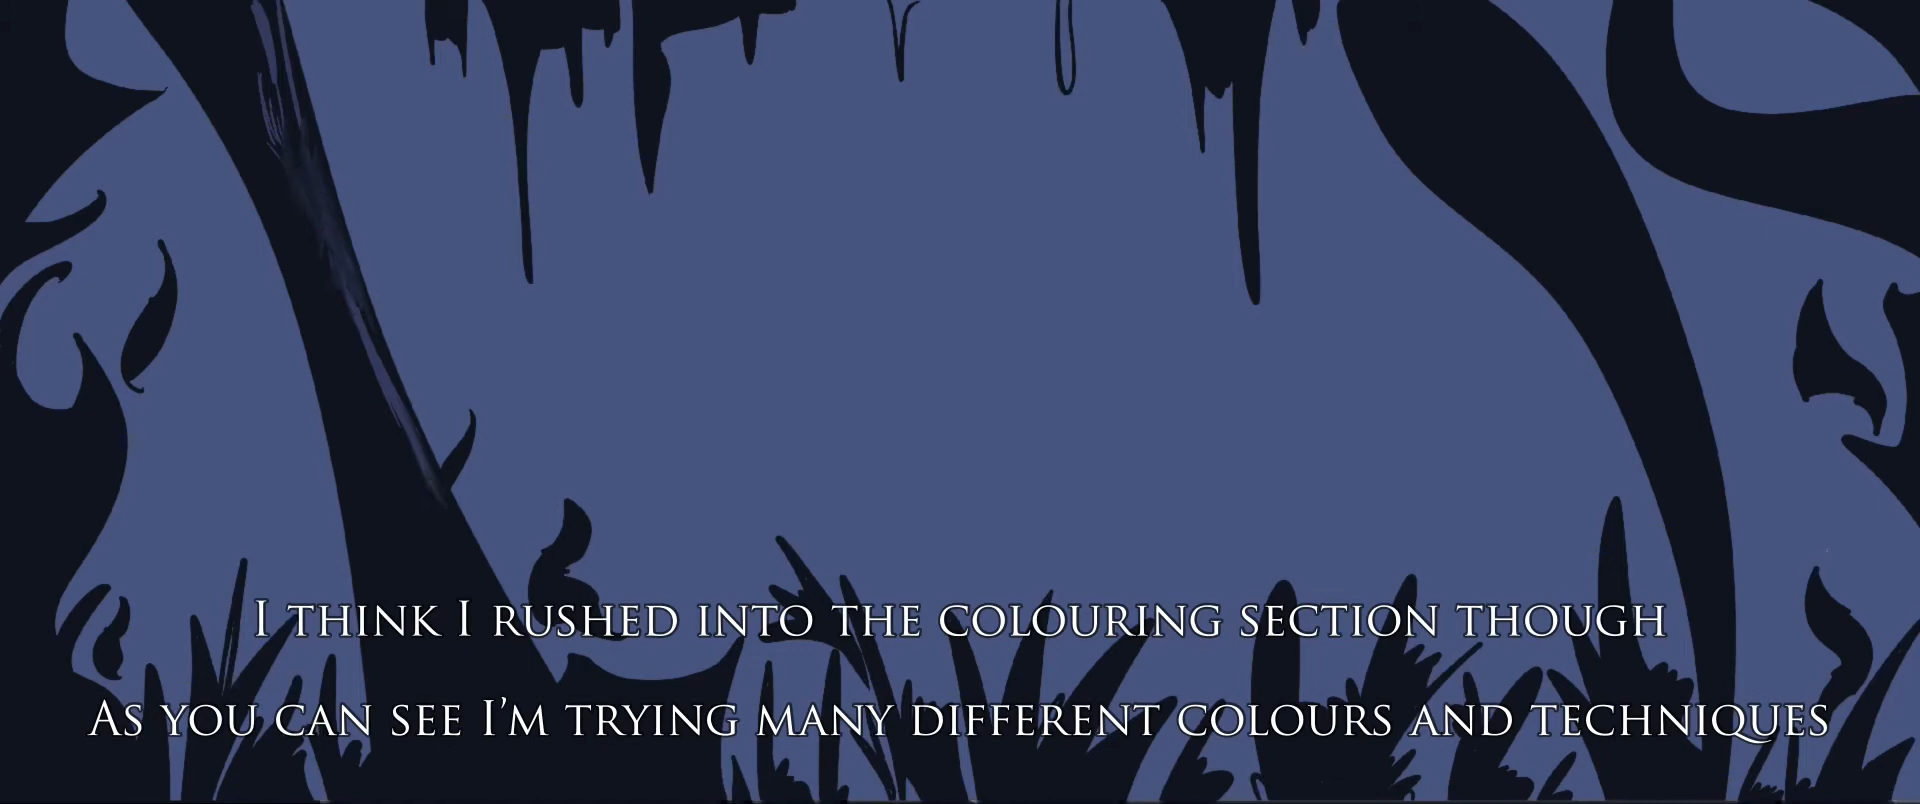 I think I rushed into the colouring section though
As you can see I'm trying many different colours and techniques